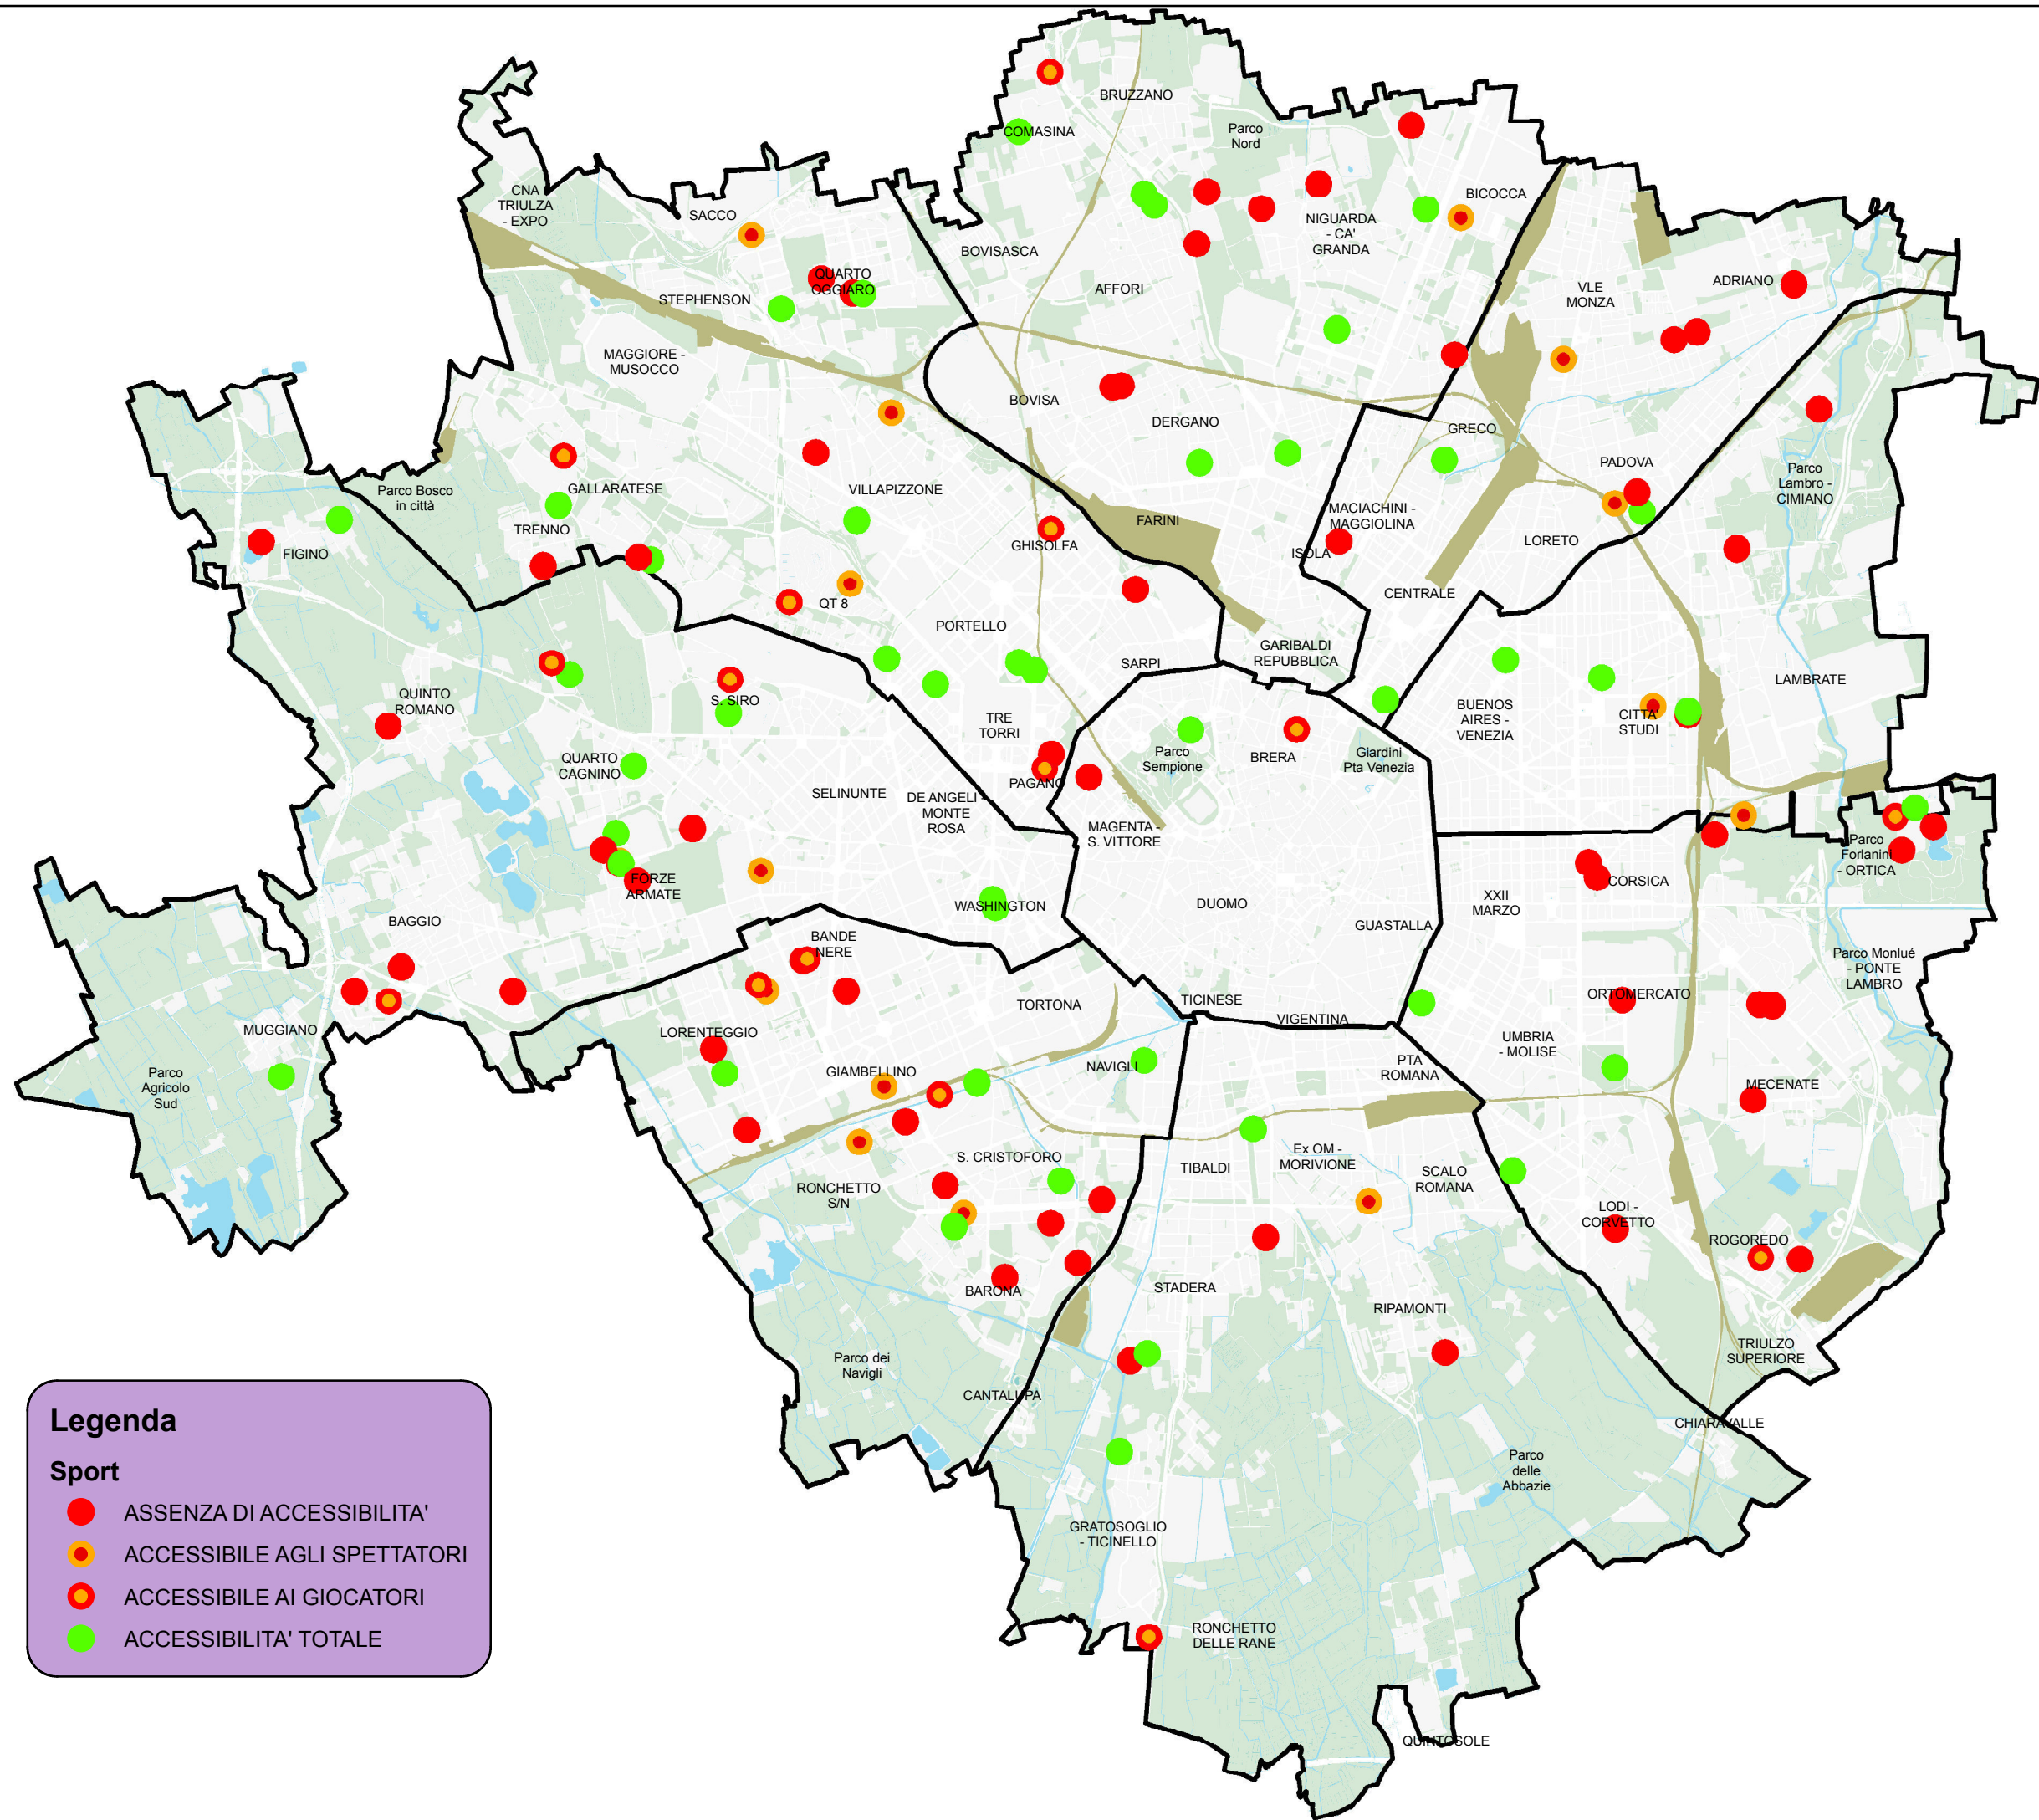 BRUZZANO
COMASINA
Parco
Nord
CNA
TRIULZA
- EXPO
SACCO
BICOCCA
NIGUARDA
- CA'
GRANDA
BOVISASCA
QUARTO
OGGIARO
STEPHENSON
AFFORI
VLE
MONZA
ADRIANO
MAGGIORE -
MUSOCCO
BOVISA
DERGANO
GRECO
PADOVA
Parco
Lambro -
CIMIANO
Parco Bosco
in città
GALLARATESE
VILLAPIZZONE
TRENNO
FARINI
MACIACHINI -
MAGGIOLINA
FIGINO
GHISOLFA
ISOLA
LORETO
QT 8
CENTRALE
PORTELLO
GARIBALDI
REPUBBLICA
SARPI
QUINTO
ROMANO
S. SIRO
LAMBRATE
TRE
TORRI
BUENOS
AIRES -
VENEZIA
CITTA'
STUDI
QUARTO
CAGNINO
Parco
Sempione
BRERA
Giardini
Pta Venezia
PAGANO
SELINUNTE
DE ANGELI -
MONTE
ROSA
MAGENTA -
S. VITTORE
Parco
Forlanini
- ORTICA
FORZE
ARMATE
CORSICA
XXII
MARZO
WASHINGTON
DUOMO
BAGGIO
GUASTALLA
BANDE
NERE
Parco Monlué
- PONTE
LAMBRO
TORTONA
TICINESE
ORTOMERCATO
VIGENTINA
MUGGIANO
LORENTEGGIO
UMBRIA
- MOLISE
GIAMBELLINO
NAVIGLI
PTA
ROMANA
Parco
Agricolo
Sud
MECENATE
S. CRISTOFORO
TIBALDI
Ex OM -
MORIVIONE
SCALO
ROMANA
RONCHETTO
S/N
LODI -
CORVETTO
ROGOREDO
BARONA
STADERA
RIPAMONTI
TRIULZO
SUPERIORE
Parco dei
Navigli
CANTALUPA
CHIARAVALLE
Parco
delle
Abbazie
GRATOSOGLIO
- TICINELLO
RONCHETTO
DELLE RANE
QUINTOSOLE
Legenda
Sport
ASSENZA DI ACCESSIBILITA'
ACCESSIBILE AGLI SPETTATORI
ACCESSIBILE AI GIOCATORI
ACCESSIBILITA' TOTALE